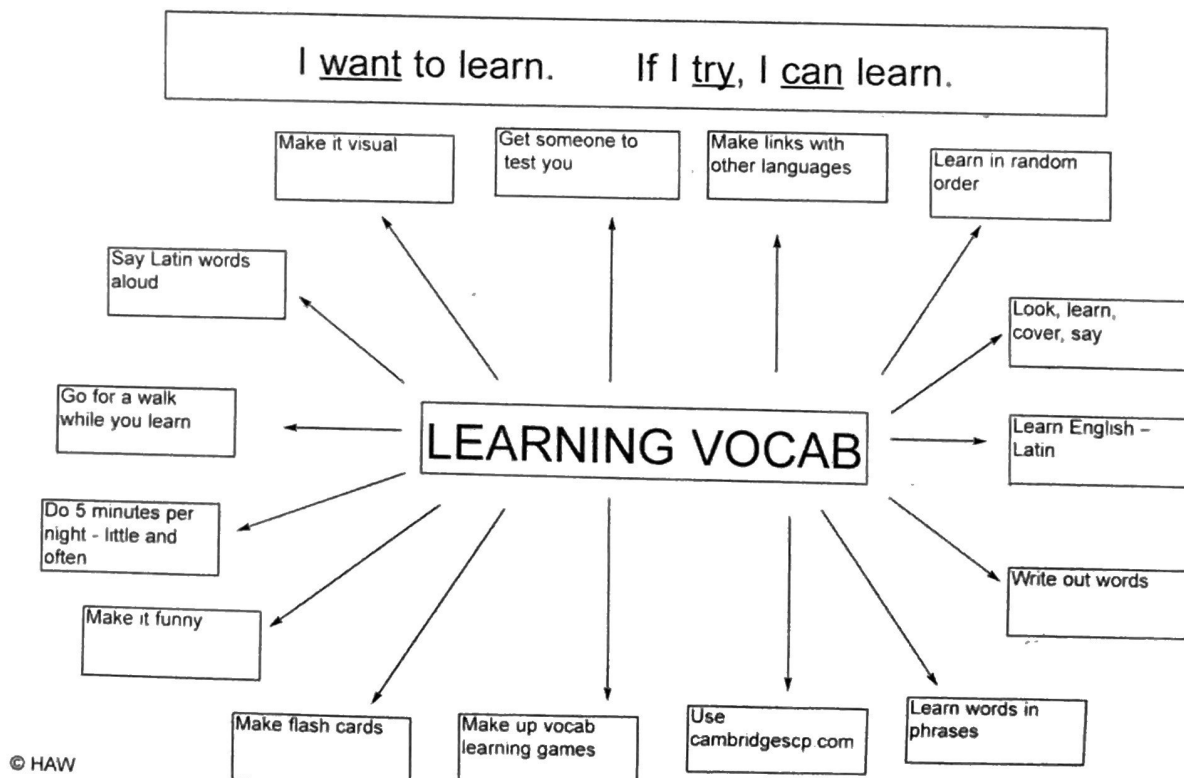 I want to learn. If I try, I can learn.
Make it visual
Get someone to
test you
Make links with
other languages
Learn in random
order
Say Latin words
aloud
Look, learn,
cover, say
Go for a walk
while you learn
LEARNING VOCAB
Learn English –
Latin
Do 5 minutes per
night - little and
often
Write out words
Make it funny
Make flash cards
Make up vocab
learning games
Use
cambridgescp.com
Learn words in
phrases
© HAW